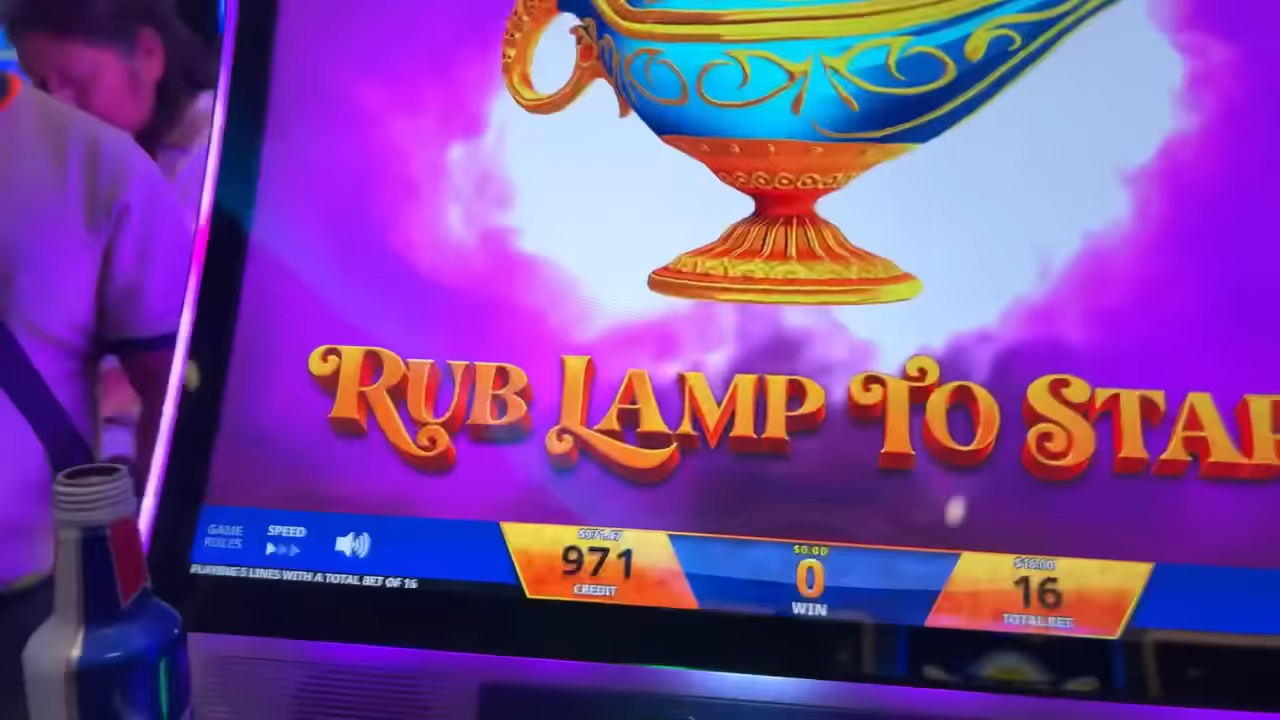 RUB LAMP TO STAR
GAME RULES
SPEED
$971.47
971
CREDIT
$0.00
0
WIN
$16.00
16
TOTAL BET
PLAYING 5 LINES WITH A TOTAL BET OF 16